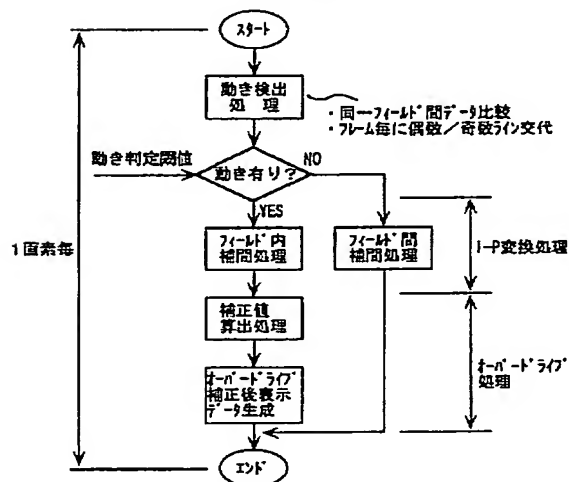 スタート
動き検出
処 理
・同一フィールド間データ比較
・フレーム毎に偶数/奇数ライン交代
動き判定閾値
動き有り?
NO
YES
1画素毎
フィールド内
補間処理
フィールド間
補間処理
I-P変換処理
補正値
算出処理
オーバードライブ
補正後表示
データ生成
オーバードライブ
処理
エンド